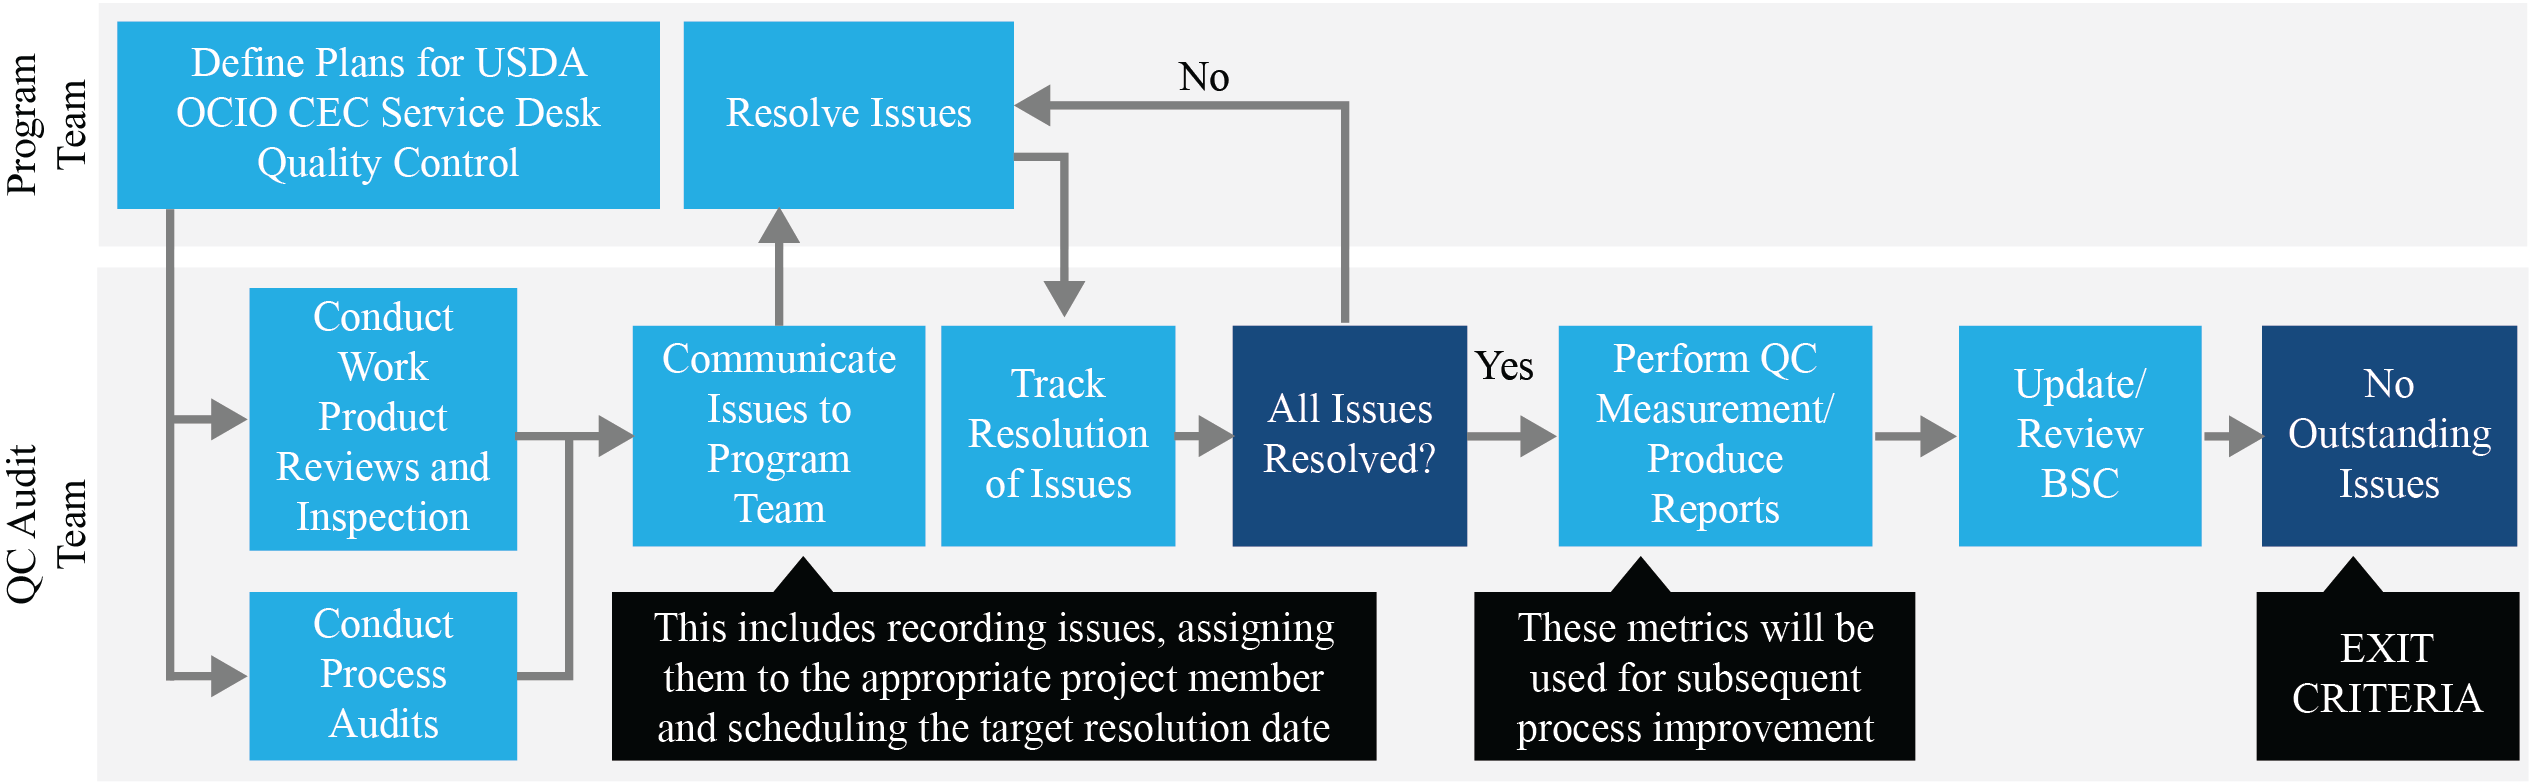 Program
Team
Define Plans for USDA
OCIO CEC Service Desk
Quality Control
Resolve Issues
No
QC Audit
Team
Conduct
Work
Product
Reviews and
Inspection
Conduct
Process
Audits
Communicate
Issues to
Program
Team
Track
Resolution
of Issues
All Issues
Resolved?
Yes
Perform QC
Measurement/
Produce
Reports
Update/
Review
BSC
No
Outstanding
Issues
This includes recording issues, assigning
them to the appropriate project member
and scheduling the target resolution date
These metrics will be
used for subsequent
process improvement
EXIT
CRITERIA